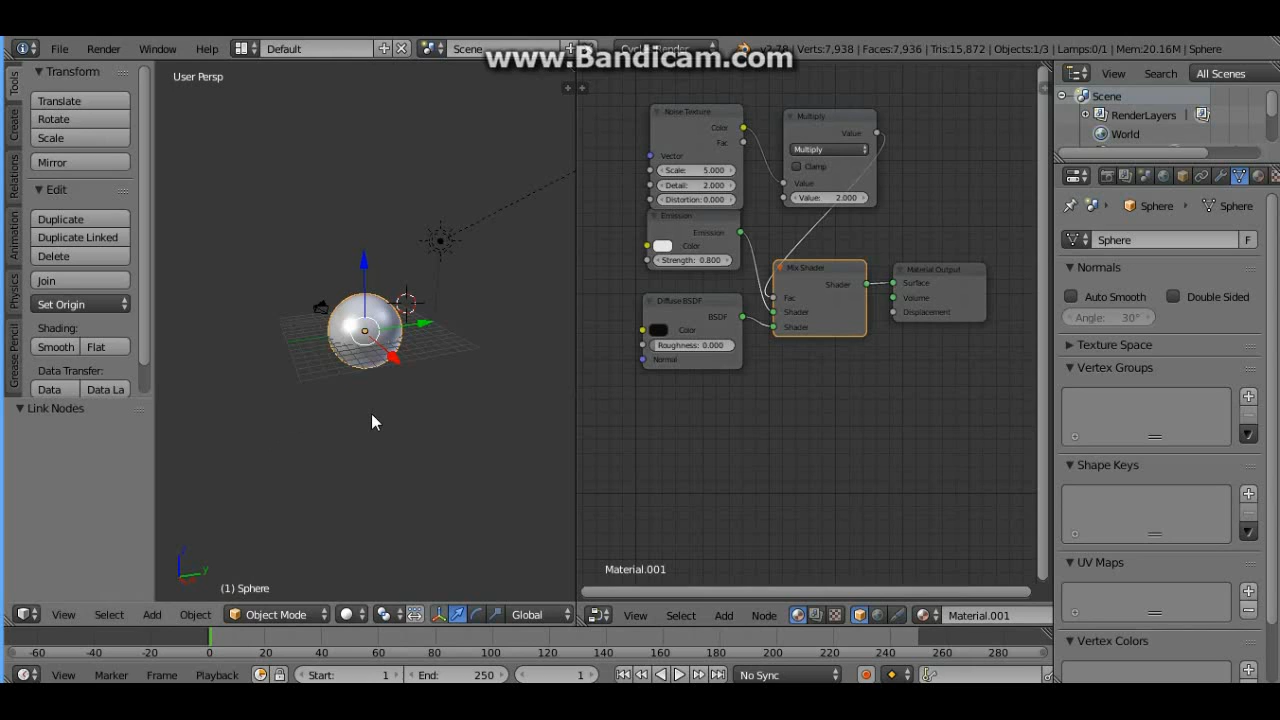 www.Bandicam.com
File Render Window Help Default Scene v2.78 | Verts:7,938 | Faces:7,936 | Tris:15,872 | Objects:1/3 | Lamps:0/1 | Mem:20.16M | Sphere
Tools
Create
Relations
Animation
Physics
Grease Pencil
Transform
Translate
Rotate
Scale
Mirror
Edit
Duplicate
Duplicate Linked
Delete
Join
Set Origin
Shading:
Smooth Flat
Data Transfer:
Data Data La
Link Nodes
User Persp
(1) Sphere
View Select Add Object Object Mode Global
Noise Texture
Color
Fac
Vector
Scale: 5.000
Detail: 2.000
Distortion: 0.000
Multiply
Value
Multiply
Clamp
Value
Value: 2.000
Emission
Emission
Color
Strength: 0.800
Diffuse BSDF
BSDF
Color
Roughness: 0.000
Normal
Mix Shader
Shader
Fac
Shader
Shader
Material Output
Surface
Volume
Displacement
Material.001
View Select Add Node Material.001
View Search All Scenes
Scene
RenderLayers
World
Sphere Sphere
Sphere F
Normals
Auto Smooth Double Sided
Angle: 30°
Texture Space
Vertex Groups
Shape Keys
UV Maps
Vertex Colors
-60 -40 -20 0 20 40 60 80 100 120 140 160 180 200 220 240 260 280
View Marker Frame Playback Start: 1 End: 250 1 No Sync